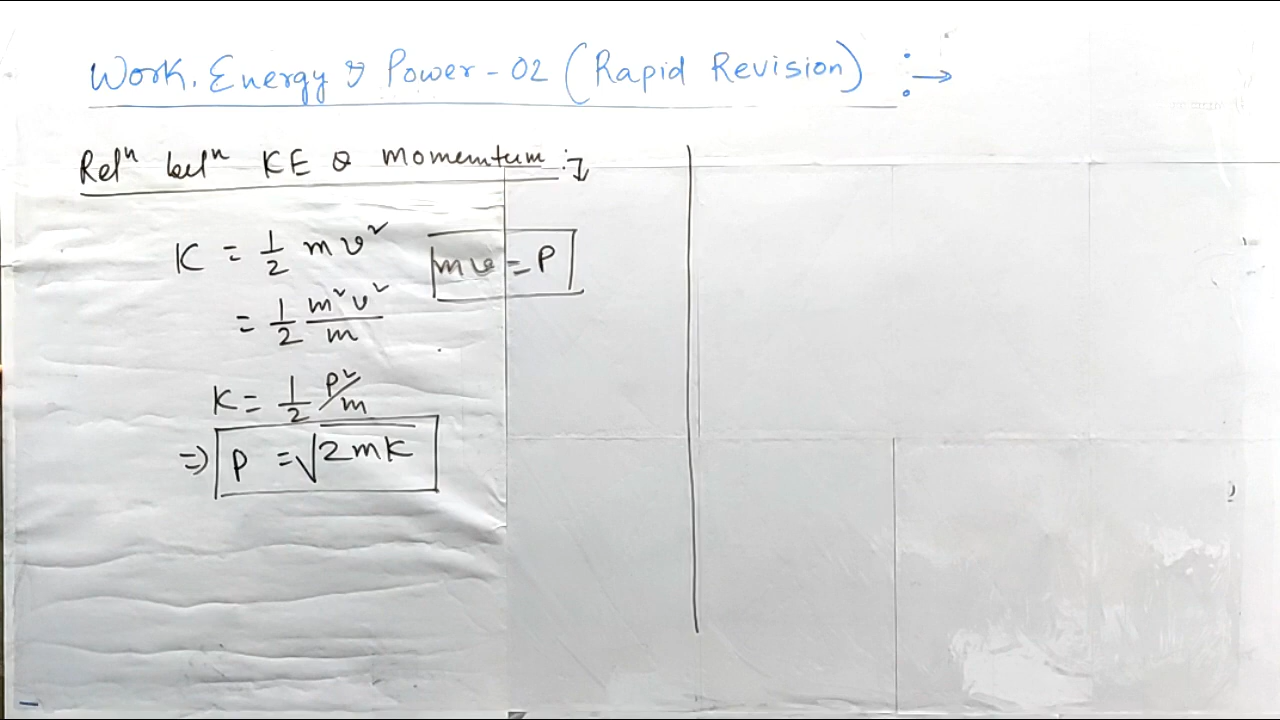 Work, Energy & Power - 02 (Rapid Revision) :→
Relⁿ betⁿ KE & momemtum :-
K = 1/2 mv²
mv = P
= 1/2 m²v²/m
K = 1/2 P²/m
⇒ P = √2mK